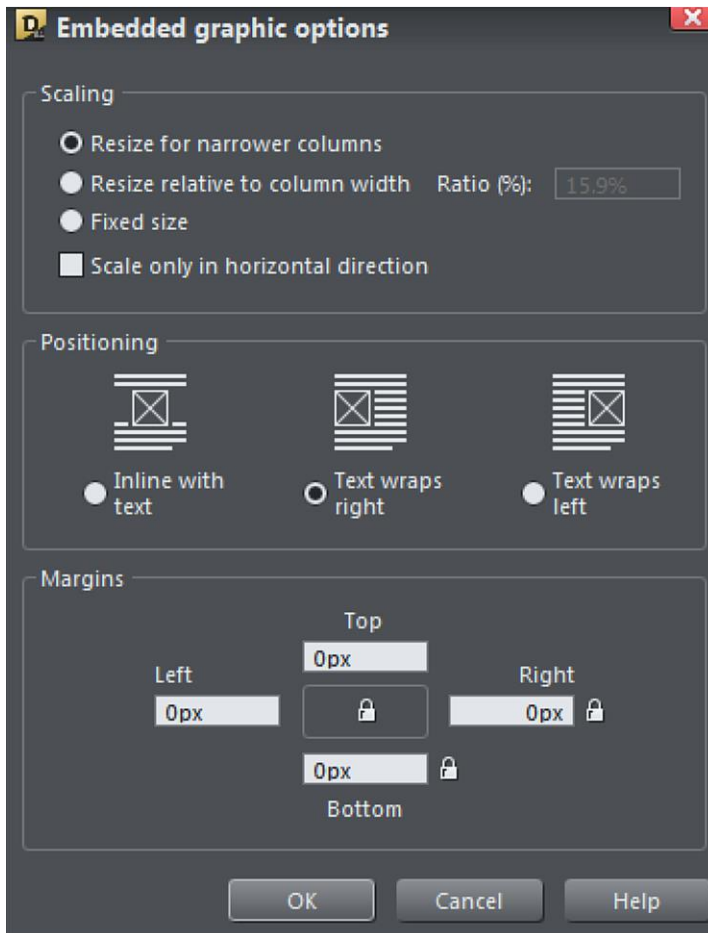 Embedded graphic options
Scaling
Resize for narrower columns
Resize relative to column width Ratio (%): 15.9%
Fixed size
Scale only in horizontal direction
Positioning
Inline with
text
Text wraps
right
Text wraps
left
Margins
Top
0px
Left
0px
Right
0px
0px
Bottom
OK Cancel Help